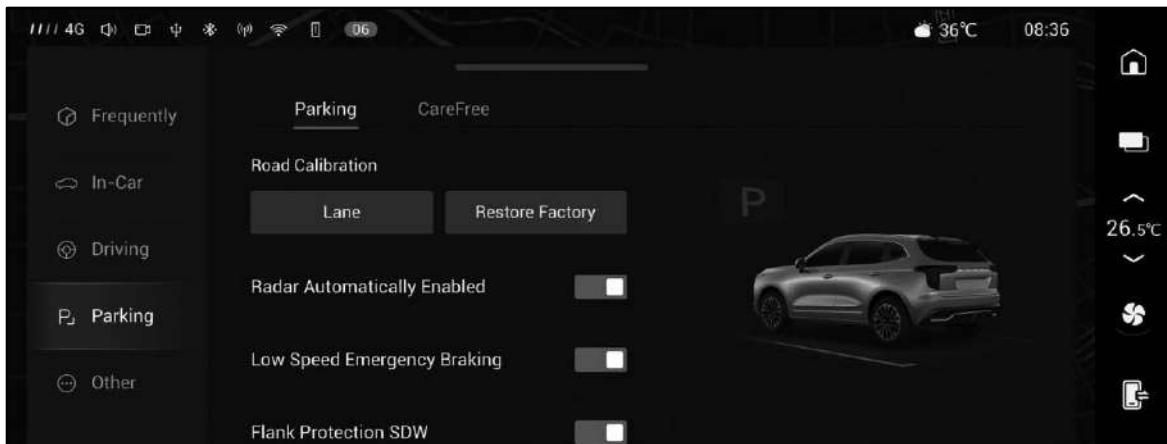 4G 06 36℃ 08:36
Frequently
In-Car
Driving
Parking
Other
Parking CareFree
Road Calibration
Lane Restore Factory
Radar Automatically Enabled
Low Speed Emergency Braking
Flank Protection SDW
P
26.5℃